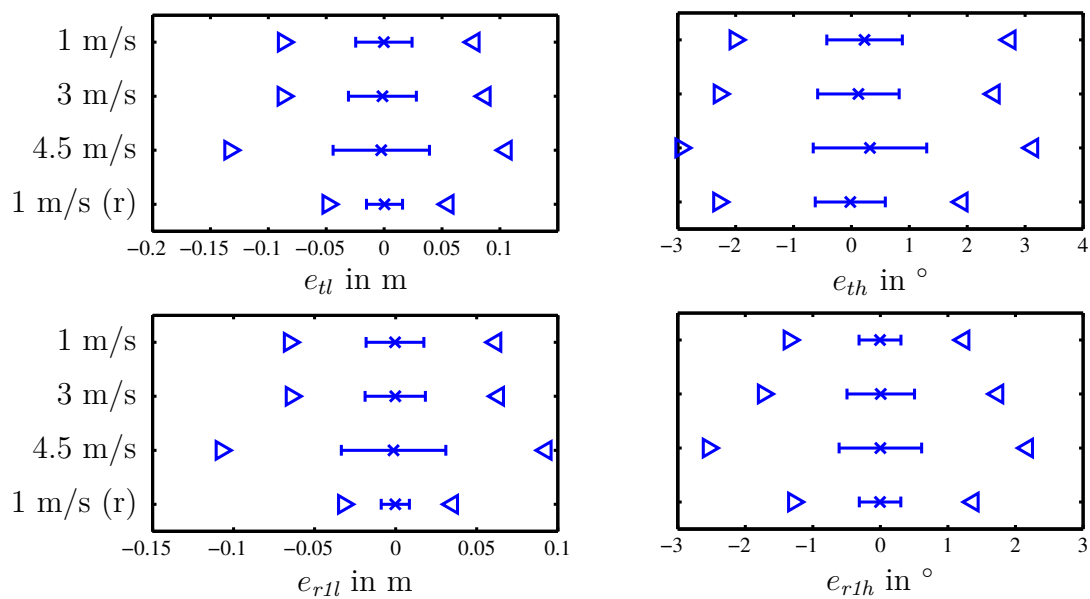 1 m/s
3 m/s
4.5 m/s
1 m/s (r)
−0.2 −0.15 −0.1 −0.05 0 0.05 0.1
e_tl in m
−3 −2 −1 0 1 2 3 4
e_th in °
1 m/s
3 m/s
4.5 m/s
1 m/s (r)
−0.15 −0.1 −0.05 0 0.05 0.1
e_r1l in m
−3 −2 −1 0 1 2 3
e_r1h in °